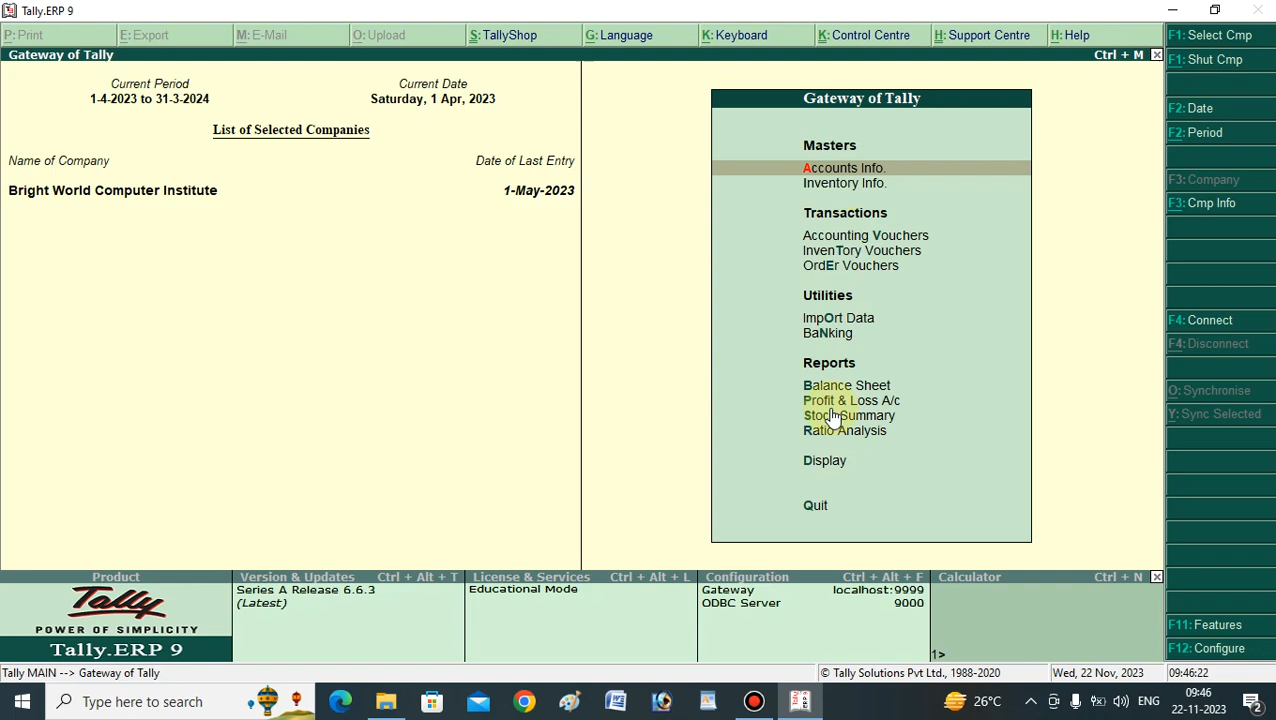 Tally.ERP 9
P: Print
E: Export
M: E-Mail
O: Upload
S: TallyShop
G: Language
K: Keyboard
K: Control Centre
H: Support Centre
H: Help
Gateway of Tally
Ctrl + M
Current Period
Current Date
1-4-2023 to 31-3-2024
Saturday, 1 Apr, 2023
List of Selected Companies
Name of Company
Date of Last Entry
Bright World Computer Institute
1-May-2023
Gateway of Tally
Masters
Accounts Info.
Inventory Info.
Transactions
Accounting Vouchers
InvenTory Vouchers
OrdEr Vouchers
Utilities
ImpOrt Data
BaNking
Reports
Balance Sheet
Profit & Loss A/c
Stock Summary
Ratio Analysis
Display
Quit
F1: Select Cmp
F1: Shut Cmp
F2: Date
F2: Period
F3: Company
F3: Cmp Info
F4: Connect
F4: Disconnect
O: Synchronise
Y: Sync Selected
F11: Features
F12: Configure
Product
Tally
POWER OF SIMPLICITY
Tally.ERP 9
Version & Updates Ctrl + Alt + T
Series A Release 6.6.3
(Latest)
License & Services Ctrl + Alt + L
Educational Mode
Configuration Ctrl + Alt + F
Gateway localhost:9999
ODBC Server 9000
Calculator Ctrl + N
1>
Tally MAIN --> Gateway of Tally
© Tally Solutions Pvt Ltd., 1988-2020
Wed, 22 Nov, 2023
09:46:22
Type here to search
26°C
ENG
09:46
22-11-2023
2